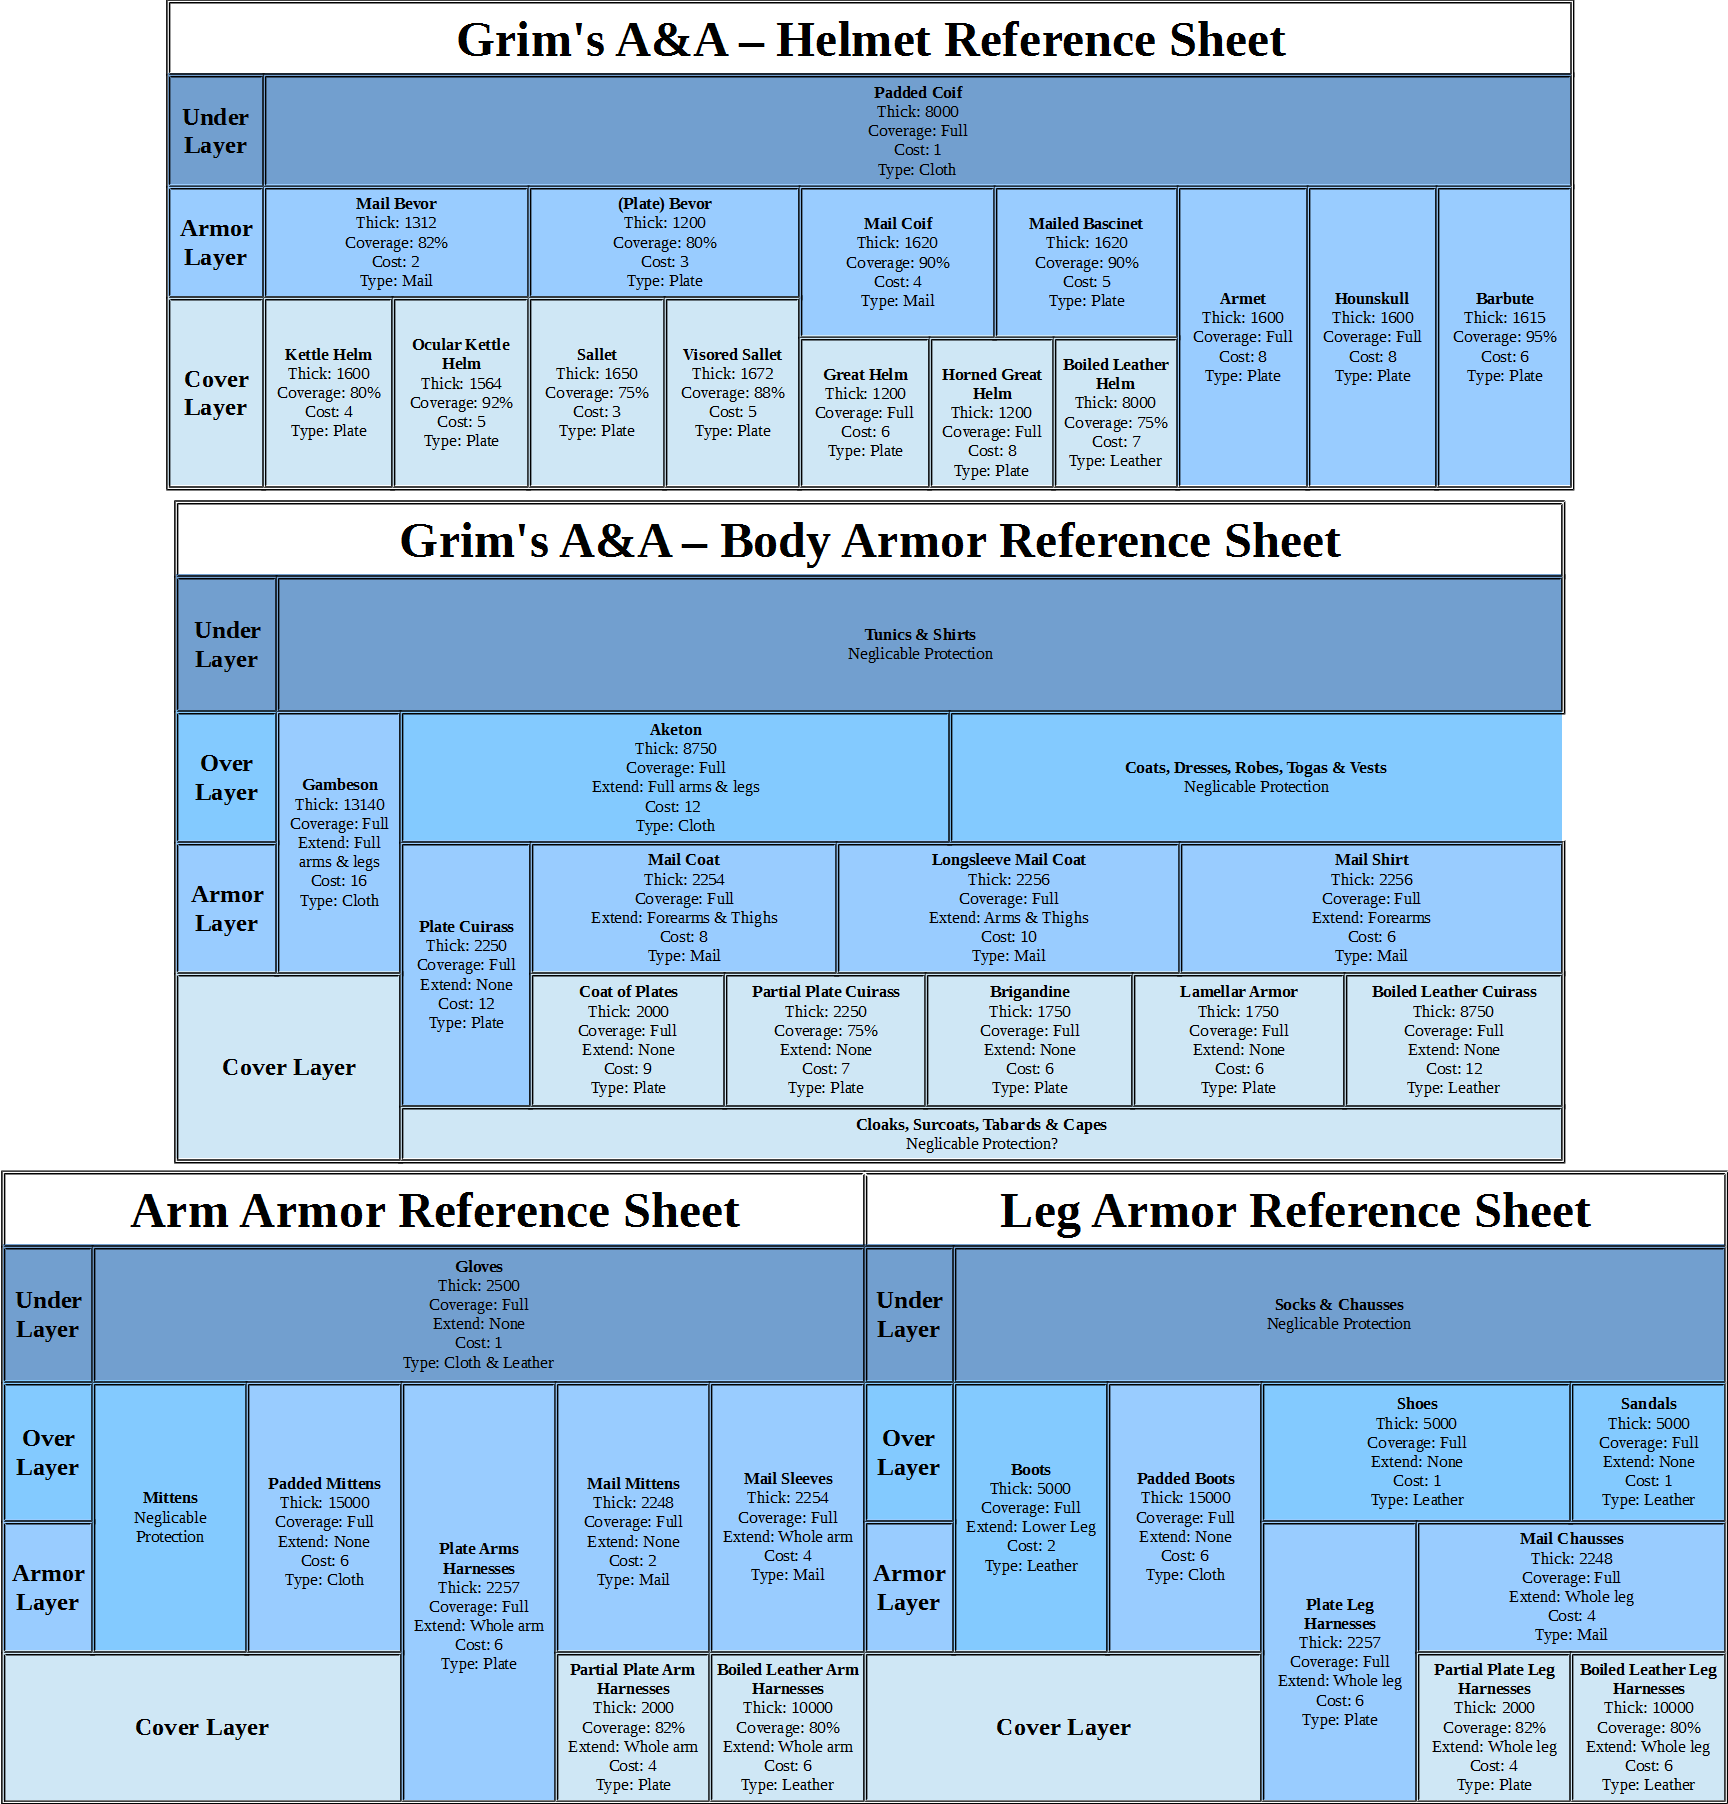 Grim's A&A – Helmet Reference Sheet
Under
Layer
Padded Coif
Thick: 8000
Coverage: Full
Cost: 1
Type: Cloth
Armor
Layer
Mail Bevor
Thick: 1312
Coverage: 82%
Cost: 2
Type: Mail
(Plate) Bevor
Thick: 1200
Coverage: 80%
Cost: 3
Type: Plate
Mail Coif
Thick: 1620
Coverage: 90%
Cost: 4
Type: Mail
Mailed Bascinet
Thick: 1620
Coverage: 90%
Cost: 5
Type: Plate
Armet
Thick: 1600
Coverage: Full
Cost: 8
Type: Plate
Hounskull
Thick: 1600
Coverage: Full
Cost: 8
Type: Plate
Barbute
Thick: 1615
Coverage: 95%
Cost: 6
Type: Plate
Cover
Layer
Kettle Helm
Thick: 1600
Coverage: 80%
Cost: 4
Type: Plate
Ocular Kettle
Helm
Thick: 1564
Coverage: 92%
Cost: 5
Type: Plate
Sallet
Thick: 1650
Coverage: 75%
Cost: 3
Type: Plate
Visored Sallet
Thick: 1672
Coverage: 88%
Cost: 5
Type: Plate
Great Helm
Thick: 1200
Coverage: Full
Cost: 6
Type: Plate
Horned Great
Helm
Thick: 1200
Coverage: Full
Cost: 8
Type: Plate
Boiled Leather
Helm
Thick: 8000
Coverage: 75%
Cost: 7
Type: Leather
Grim's A&A – Body Armor Reference Sheet
Under
Layer
Tunics & Shirts
Neglicable Protection
Over
Layer
Gambeson
Thick: 13140
Coverage: Full
Extend: Full
arms & legs
Cost: 16
Type: Cloth
Aketon
Thick: 8750
Coverage: Full
Extend: Full arms & legs
Cost: 12
Type: Cloth
Coats, Dresses, Robes, Togas & Vests
Neglicable Protection
Armor
Layer
Plate Cuirass
Thick: 2250
Coverage: Full
Extend: None
Cost: 12
Type: Plate
Mail Coat
Thick: 2254
Coverage: Full
Extend: Forearms & Thighs
Cost: 8
Type: Mail
Longsleeve Mail Coat
Thick: 2256
Coverage: Full
Extend: Arms & Thighs
Cost: 10
Type: Mail
Mail Shirt
Thick: 2256
Coverage: Full
Extend: Forearms
Cost: 6
Type: Mail
Cover Layer
Coat of Plates
Thick: 2000
Coverage: Full
Extend: None
Cost: 9
Type: Plate
Partial Plate Cuirass
Thick: 2250
Coverage: 75%
Extend: None
Cost: 7
Type: Plate
Brigandine
Thick: 1750
Coverage: Full
Extend: None
Cost: 6
Type: Plate
Lamellar Armor
Thick: 1750
Coverage: Full
Extend: None
Cost: 6
Type: Plate
Boiled Leather Cuirass
Thick: 8750
Coverage: Full
Extend: None
Cost: 12
Type: Leather
Cloaks, Surcoats, Tabards & Capes
Neglicable Protection?
Arm Armor Reference Sheet
Under
Layer
Gloves
Thick: 2500
Coverage: Full
Extend: None
Cost: 1
Type: Cloth & Leather
Over
Layer
Armor
Layer
Mittens
Neglicable
Protection
Padded Mittens
Thick: 15000
Coverage: Full
Extend: None
Cost: 6
Type: Cloth
Plate Arms
Harnesses
Thick: 2257
Coverage: Full
Extend: Whole arm
Cost: 6
Type: Plate
Mail Mittens
Thick: 2248
Coverage: Full
Extend: None
Cost: 2
Type: Mail
Mail Sleeves
Thick: 2254
Coverage: Full
Extend: Whole arm
Cost: 4
Type: Mail
Cover Layer
Partial Plate Arm
Harnesses
Thick: 2000
Coverage: 82%
Extend: Whole arm
Cost: 4
Type: Plate
Boiled Leather Arm
Harnesses
Thick: 10000
Coverage: 80%
Extend: Whole arm
Cost: 6
Type: Leather
Leg Armor Reference Sheet
Under
Layer
Socks & Chausses
Neglicable Protection
Over
Layer
Armor
Layer
Boots
Thick: 5000
Coverage: Full
Extend: Lower Leg
Cost: 2
Type: Leather
Padded Boots
Thick: 15000
Coverage: Full
Extend: None
Cost: 6
Type: Cloth
Shoes
Thick: 5000
Coverage: Full
Extend: None
Cost: 1
Type: Leather
Sandals
Thick: 5000
Coverage: Full
Extend: None
Cost: 1
Type: Leather
Plate Leg
Harnesses
Thick: 2257
Coverage: Full
Extend: Whole leg
Cost: 6
Type: Plate
Mail Chausses
Thick: 2248
Coverage: Full
Extend: Whole leg
Cost: 4
Type: Mail
Cover Layer
Partial Plate Leg
Harnesses
Thick: 2000
Coverage: 82%
Extend: Whole leg
Cost: 4
Type: Plate
Boiled Leather Leg
Harnesses
Thick: 10000
Coverage: 80%
Extend: Whole leg
Cost: 6
Type: Leather